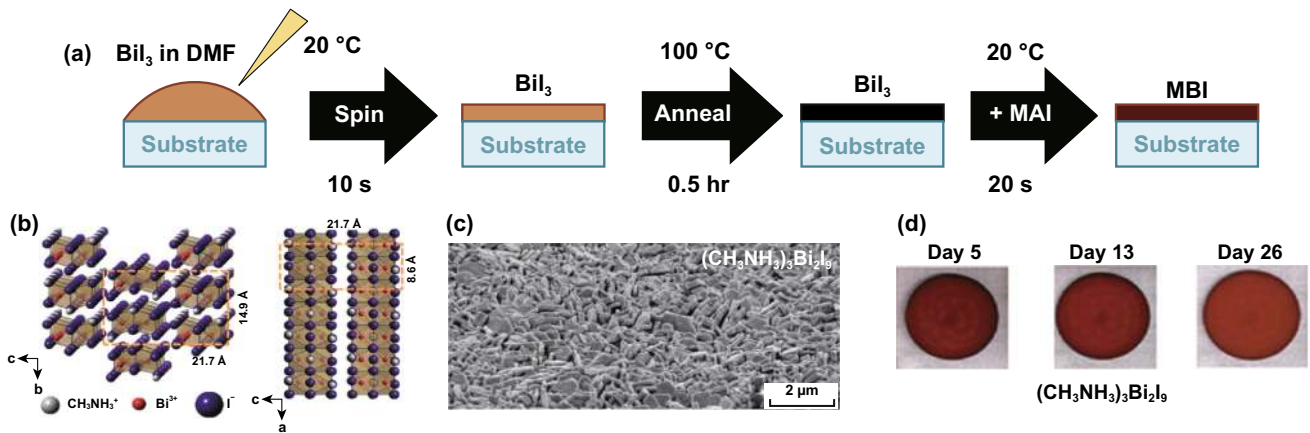 (a)
BiI₃ in DMF
20 °C
Substrate
Spin
10 s
BiI₃
Substrate
100 °C
Anneal
0.5 hr
BiI₃
Substrate
20 °C
+ MAI
20 s
MBI
Substrate
(b)
14.9 Å
21.7 Å
c
b
21.7 Å
8.6 Å
c
a
CH₃NH₃⁺
Bi³⁺
I⁻
(c)
(CH₃NH₃)₃Bi₂I₉
2 µm
(d)
Day 5
Day 13
Day 26
(CH₃NH₃)₃Bi₂I₉